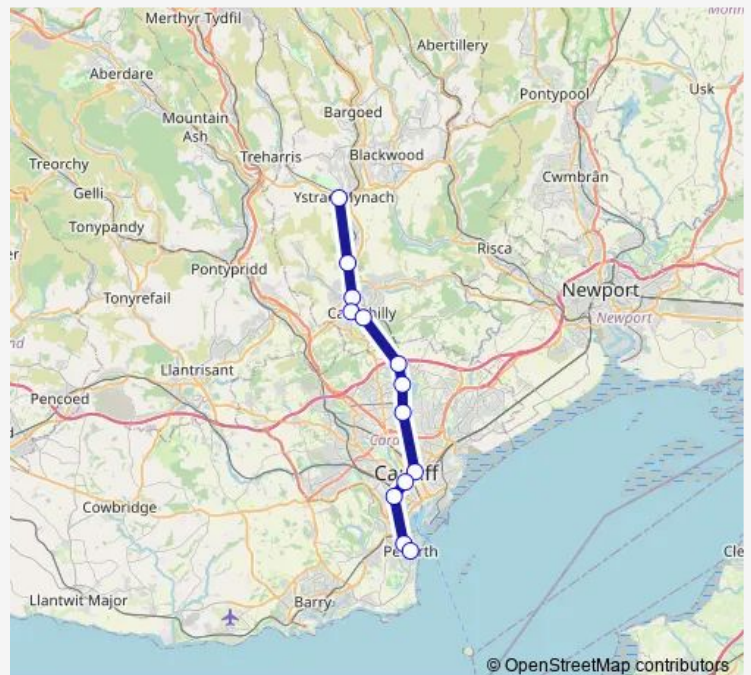 Merthyr Tydfil
Abertillery
Aberdare
Usk
Pontypool
Mountain
Ash
Bargoed
Treharris
Blackwood
Treorchy
Cwmbrân
Gelli
Tonypandy
Risca
Pontypridd
Tonyrefail
Newport
Newport
Llantrisant
Pencoed
Cowbridge
Llantwit Major
Barry
© OpenStreetMap contributors